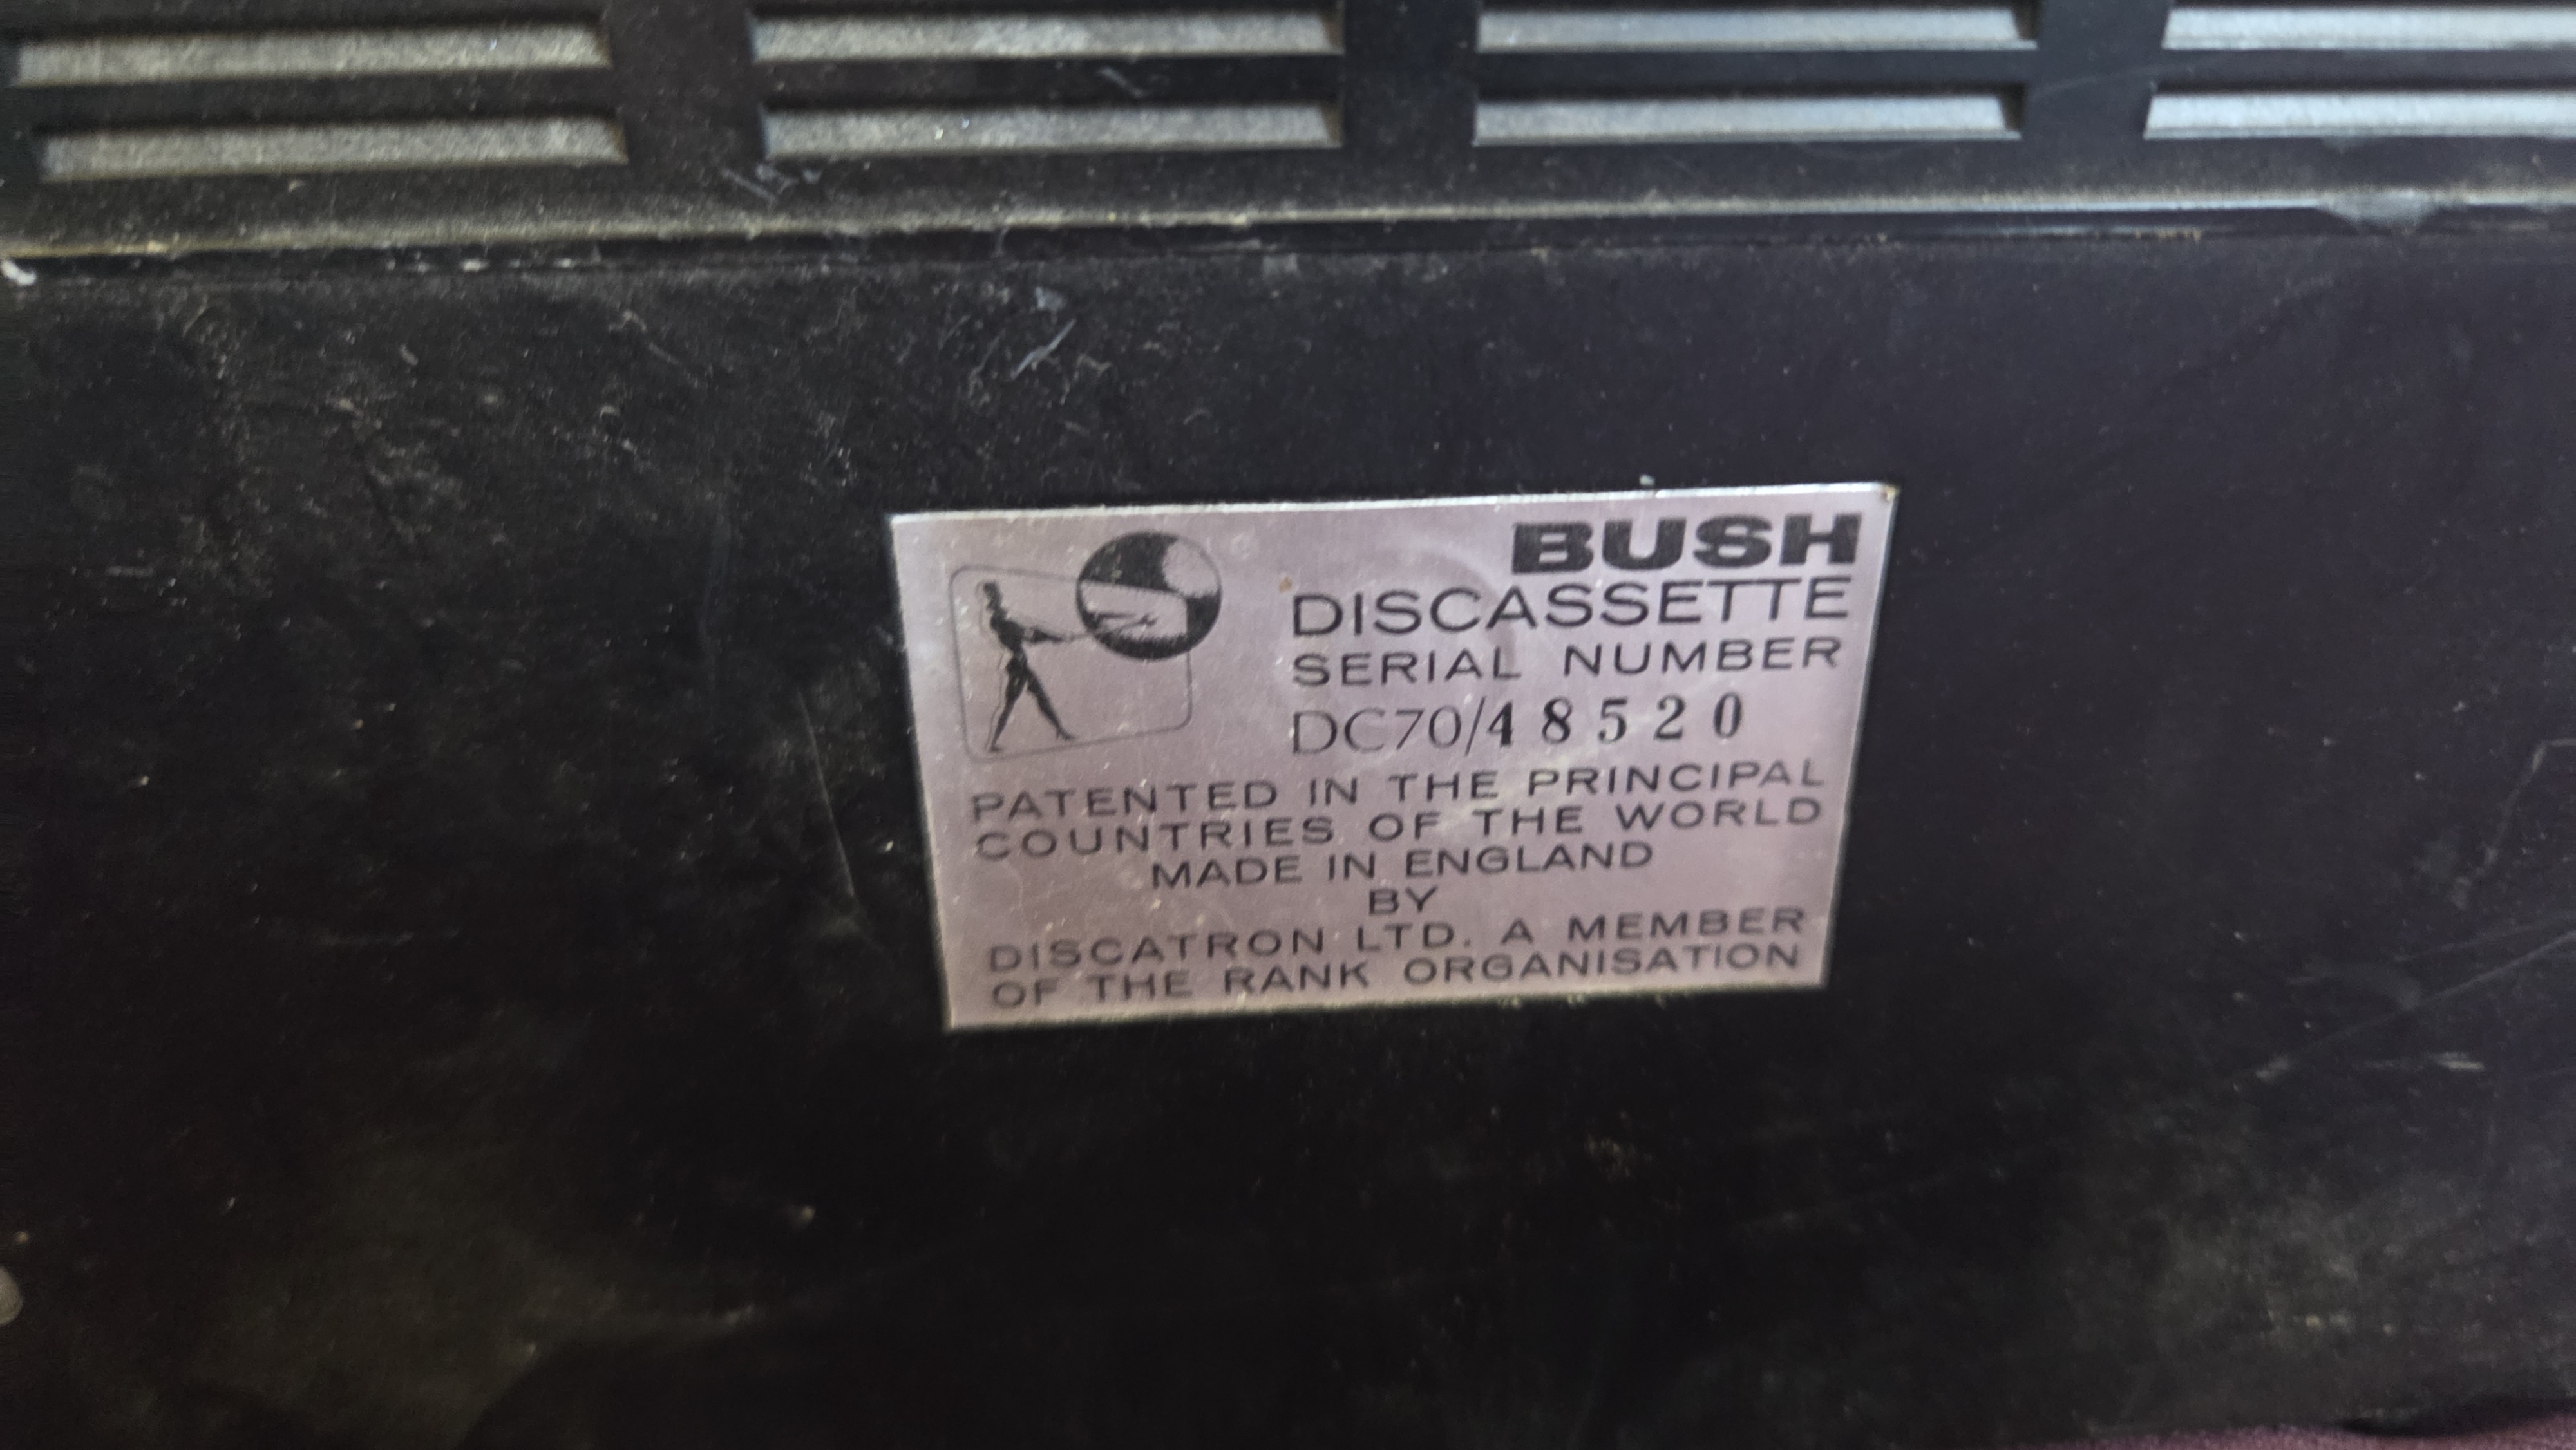 BUSH
DISCASSETTE
SERIAL NUMBER
DC70/48520
PATENTED IN THE PRINCIPAL
COUNTRIES OF THE WORLD
MADE IN ENGLAND
BY
DISCATRON LTD. A MEMBER
OF THE RANK ORGANISATION